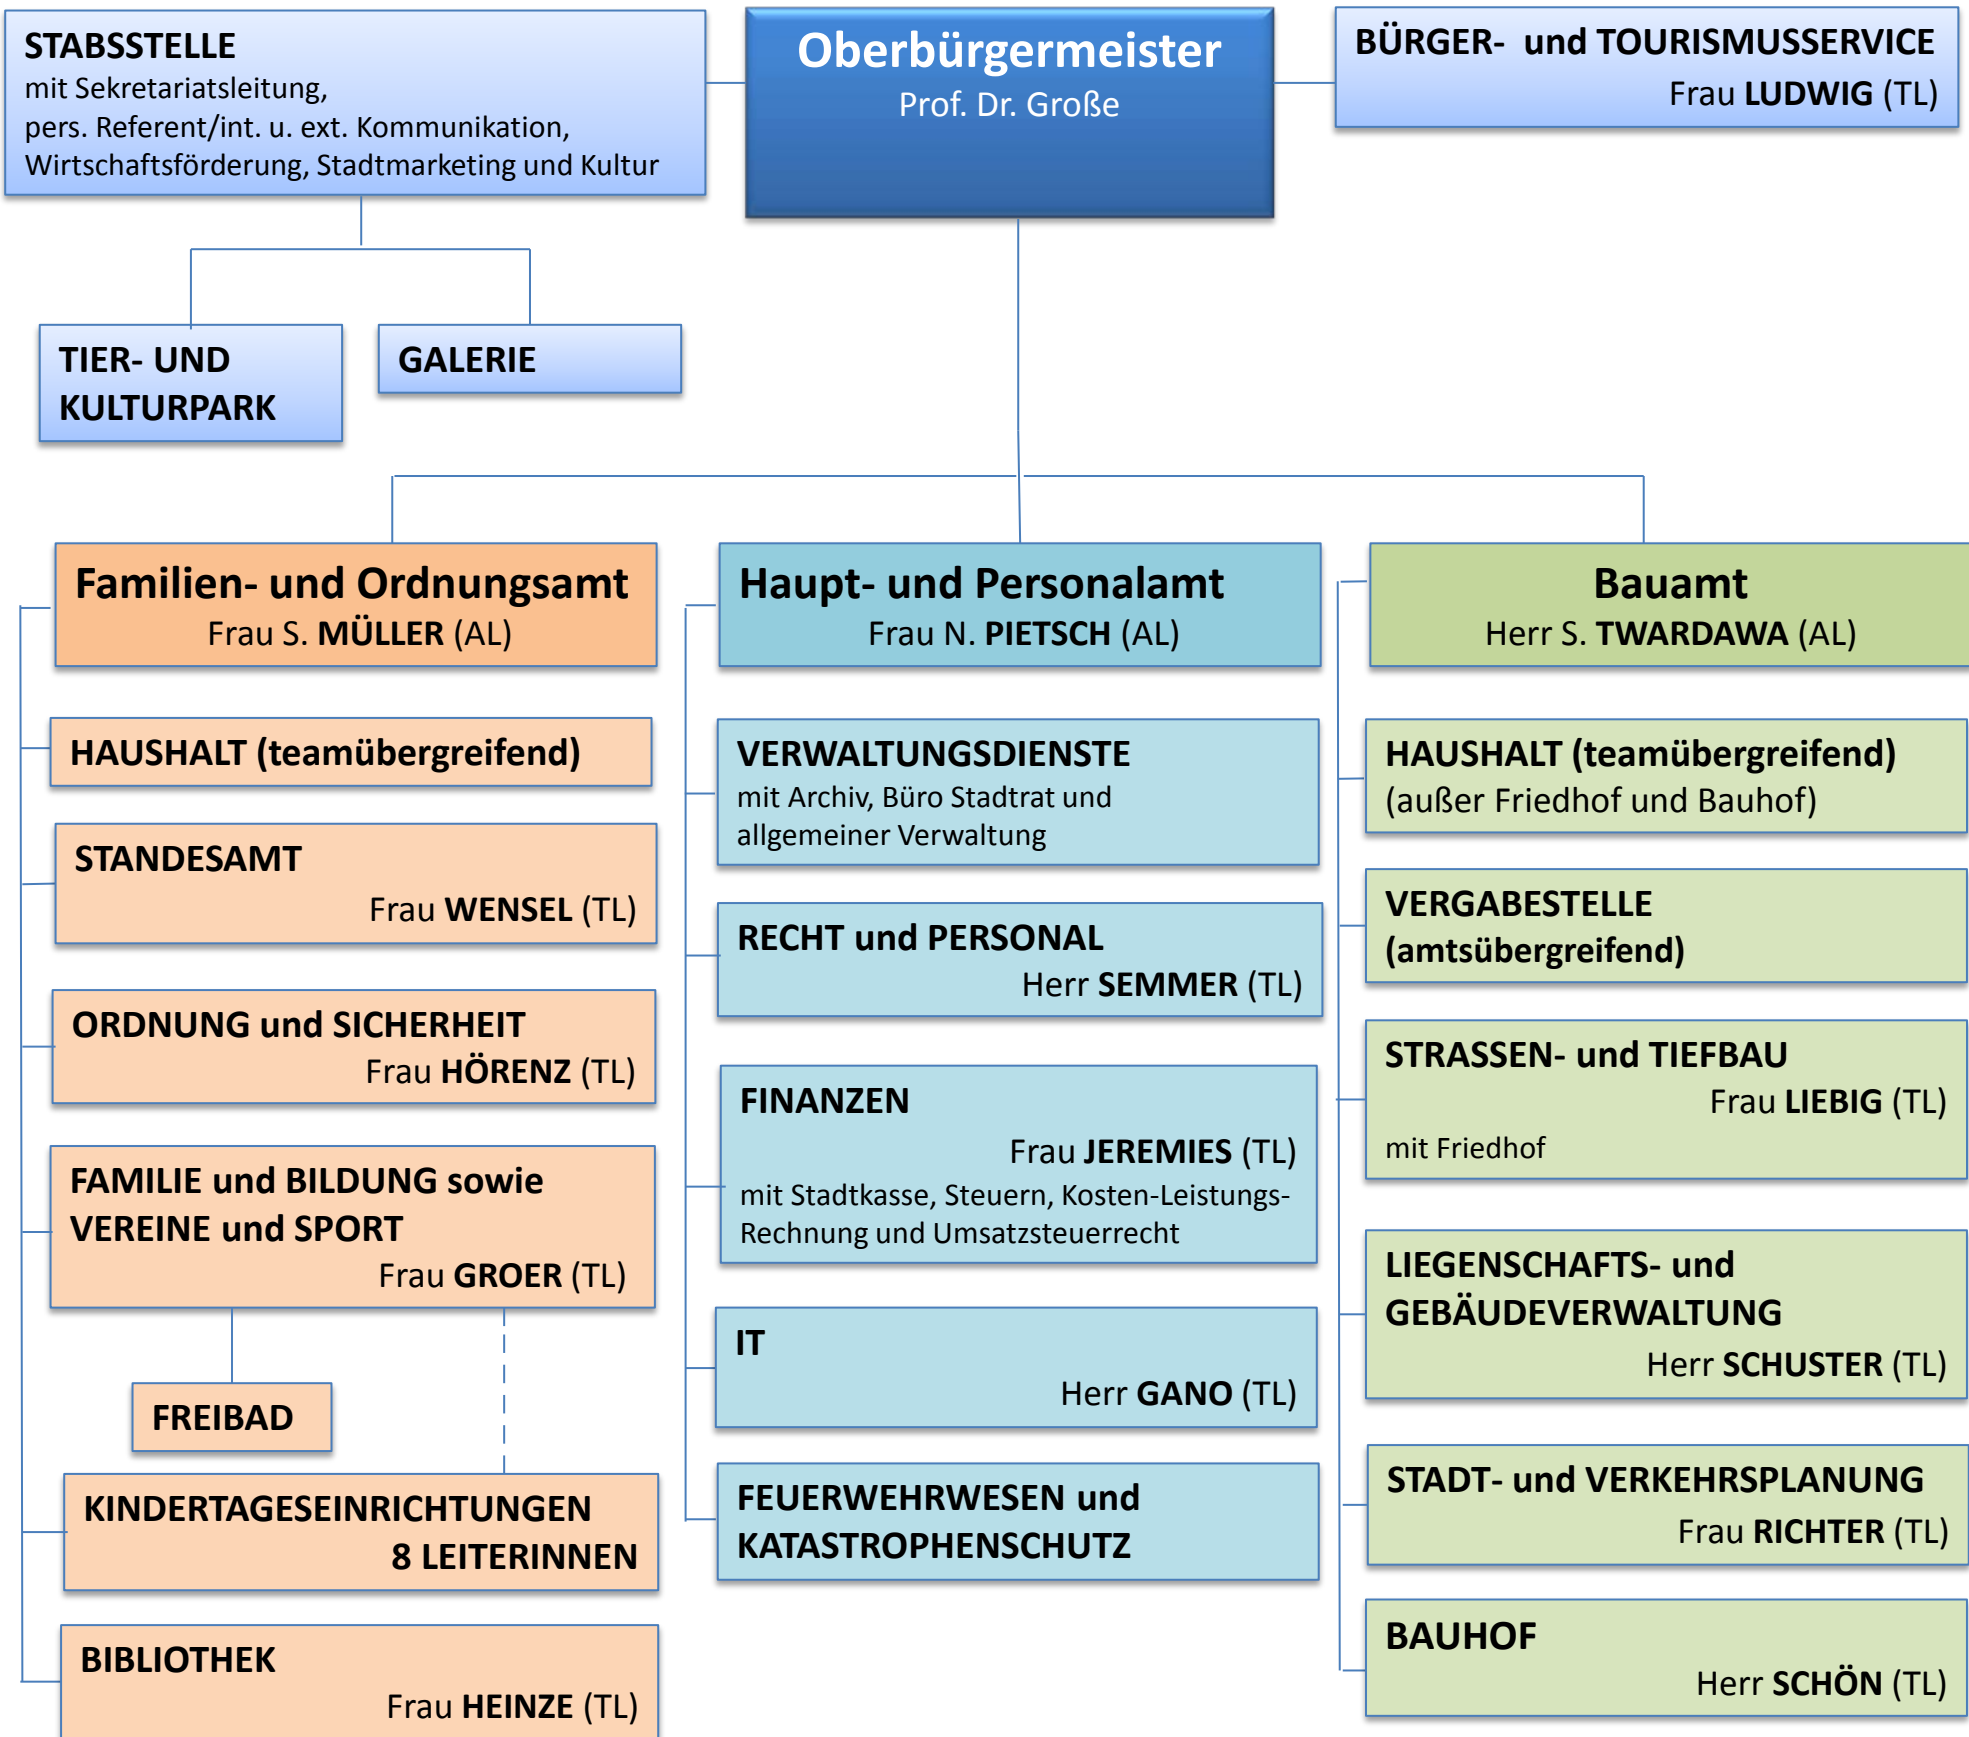 STABSSTELLE
mit Sekretariatsleitung,
pers. Referent/int. u. ext. Kommunikation,
Wirtschaftsförderung, Stadtmarketing und Kultur
Oberbürgermeister
Prof. Dr. Große
BÜRGER- und TOURISMUSSERVICE
Frau LUDWIG (TL)
TIER- UND
KULTURPARK
GALERIE
Familien- und Ordnungsamt
Frau S. MÜLLER (AL)
HAUSHALT (teamübergreifend)
STANDESAMT
Frau WENSEL (TL)
ORDNUNG und SICHERHEIT
Frau HÖRENZ (TL)
FAMILIE und BILDUNG sowie
VEREINE und SPORT
Frau GROER (TL)
FREIBAD
KINDERTAGESEINRICHTUNGEN
8 LEITERINNEN
BIBLIOTHEK
Frau HEINZE (TL)
Haupt- und Personalamt
Frau N. PIETSCH (AL)
VERWALTUNGSDIENSTE
mit Archiv, Büro Stadtrat und
allgemeiner Verwaltung
RECHT und PERSONAL
Herr SEMMER (TL)
FINANZEN
Frau JEREMIES (TL)
mit Stadtkasse, Steuern, Kosten-Leistungs-
Rechnung und Umsatzsteuerrecht
IT
Herr GANO (TL)
FEUERWEHRWESEN und
KATASTROPHENSCHUTZ
Bauamt
Herr S. TWARDAWA (AL)
HAUSHALT (teamübergreifend)
(außer Friedhof und Bauhof)
VERGABESTELLE
(amtsübergreifend)
STRASSEN- und TIEFBAU
Frau LIEBIG (TL)
mit Friedhof
LIEGENSCHAFTS- und
GEBÄUDEVERWALTUNG
Herr SCHUSTER (TL)
STADT- und VERKEHRSPLANUNG
Frau RICHTER (TL)
BAUHOF
Herr SCHÖN (TL)